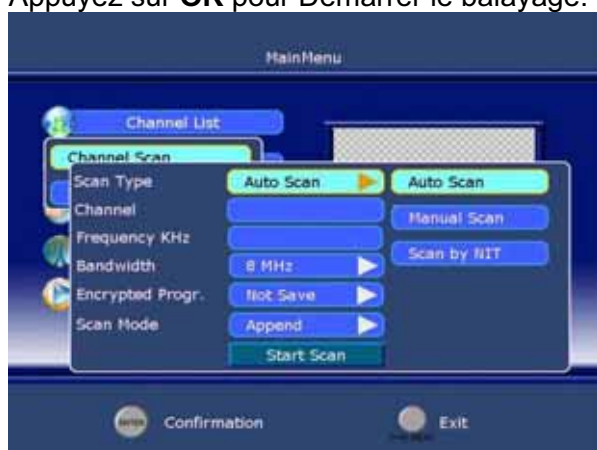 Appuyez sur OK pour Démarrer le balayage.
MainMenu
Channel List
Channel Scan
Scan Type Auto Scan Auto Scan
Channel Manual Scan
Frequency KHz Scan by NIT
Bandwidth 8 MHz
Encrypted Progr. Not Save
Scan Mode Append
Start Scan
Confirmation Exit